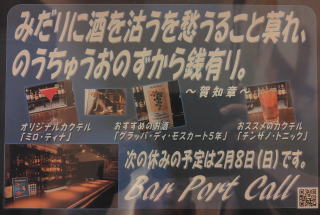 みだりに酒を沽うを愁うること莫れ、
のうちゅうおのずから銭有り。
〜賀知章〜
オリジナルカクテル
「ミロ・ティナ」
おすすめのお酒
「グラッパ・ディ・モスカート5年」
おススメのカクテル
「チンザノ・トニック」
次の休みの予定は2月8日(日)です。
Bar Port Call